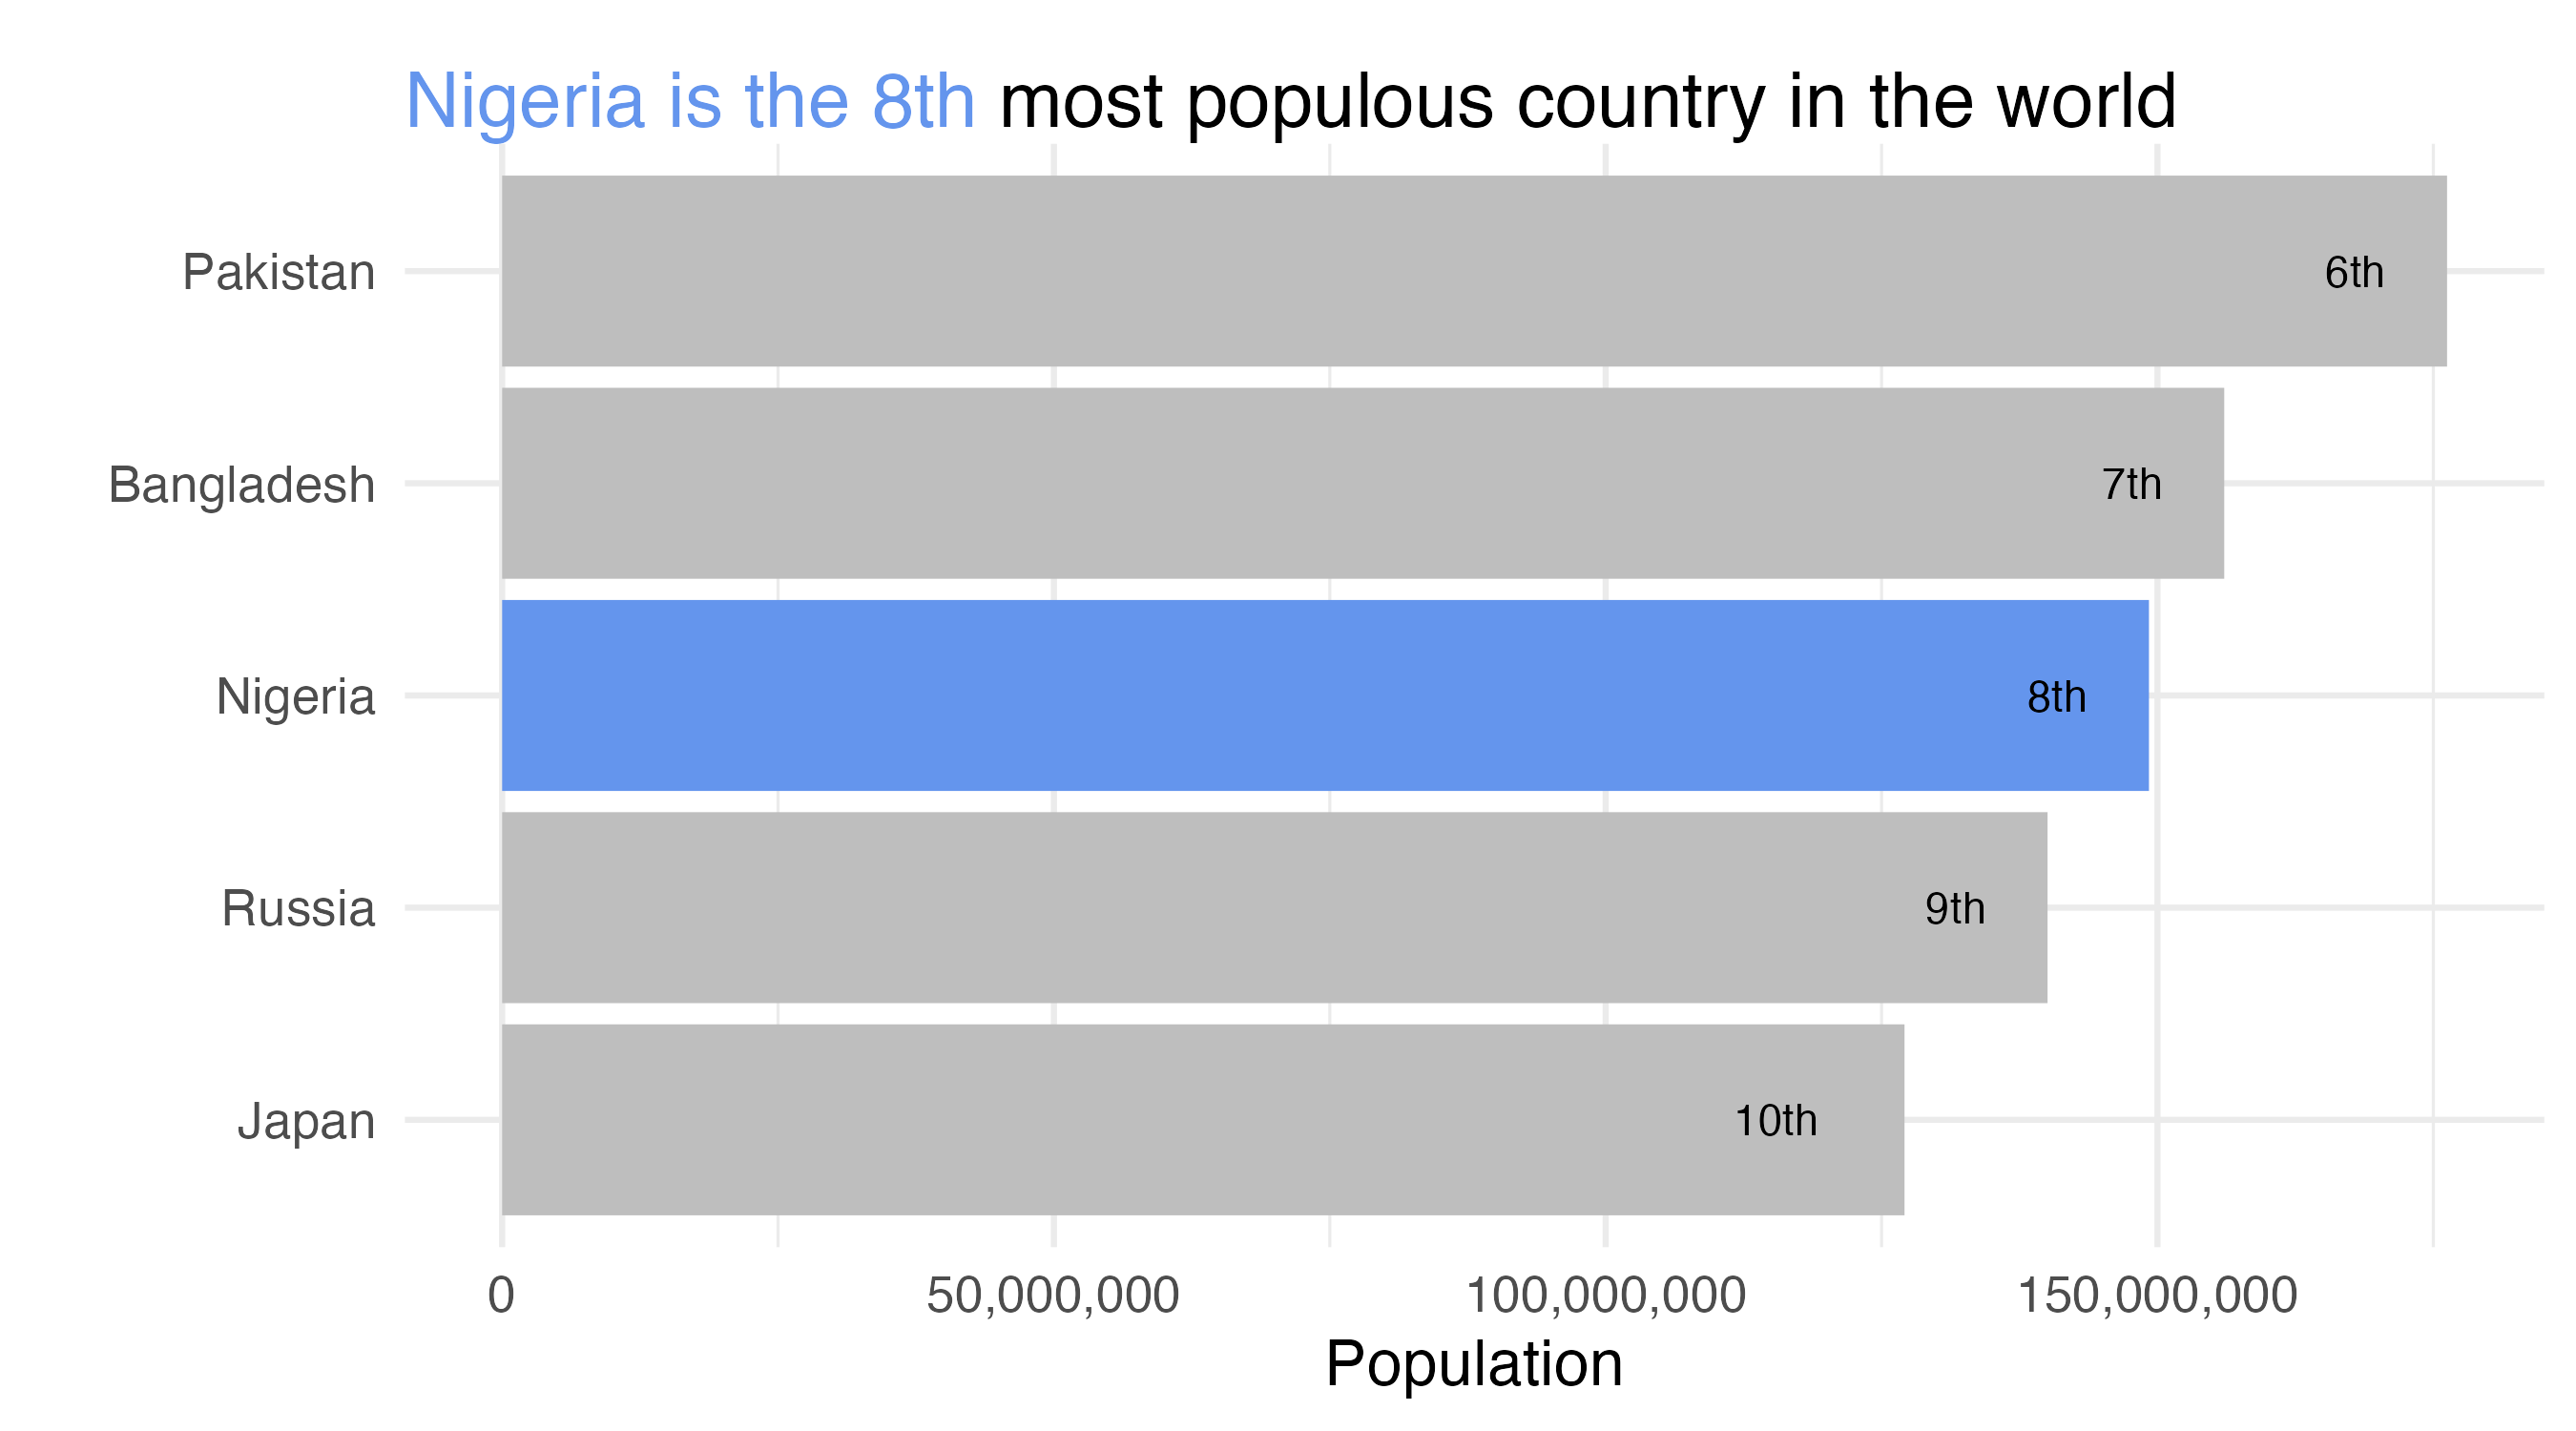 Nigeria is the 8th most populous country in the world
Pakistan 6th
Bangladesh 7th
Nigeria 8th
Russia 9th
Japan 10th
0 50,000,000 100,000,000 150,000,000
Population